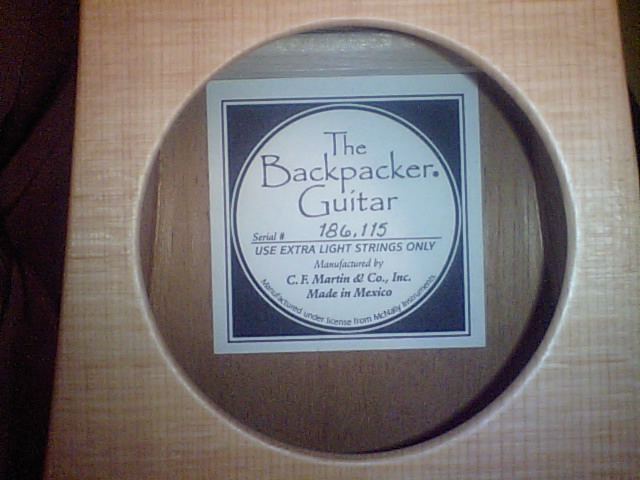 The
Backpacker.
Guitar
Serial # 186,115
USE EXTRA LIGHT STRINGS ONLY
Manufactured by
C. F. Martin & Co., Inc.
Made in Mexico
Manufactured under license from McNally Instruments